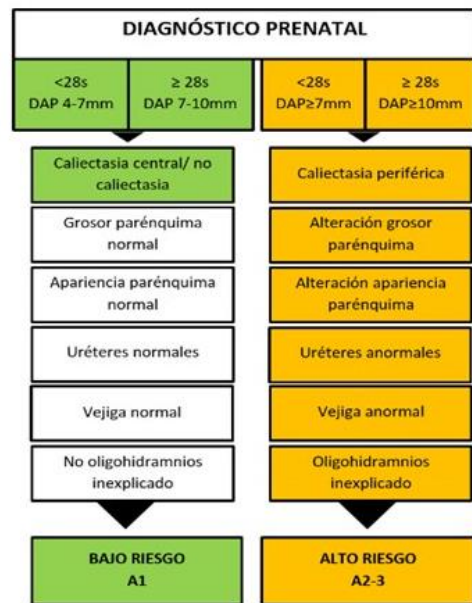 DIAGNÓSTICO PRENATAL
<28s
DAP 4-7mm
≥ 28s
DAP 7-10mm
<28s
DAP≥7mm
≥ 28s
DAP≥10mm
Caliectasia central/ no
caliectasia
Grosor parénquima
normal
Apariencia parénquima
normal
Uréteres normales
Vejiga normal
No oligohidramnios
inexplicado
BAJO RIESGO
A1
Caliectasia periférica
Alteración grosor
parénquima
Alteración apariencia
parénquima
Uréteres anormales
Vejiga anormal
Oligohidramnios
inexplicado
ALTO RIESGO
A2-3